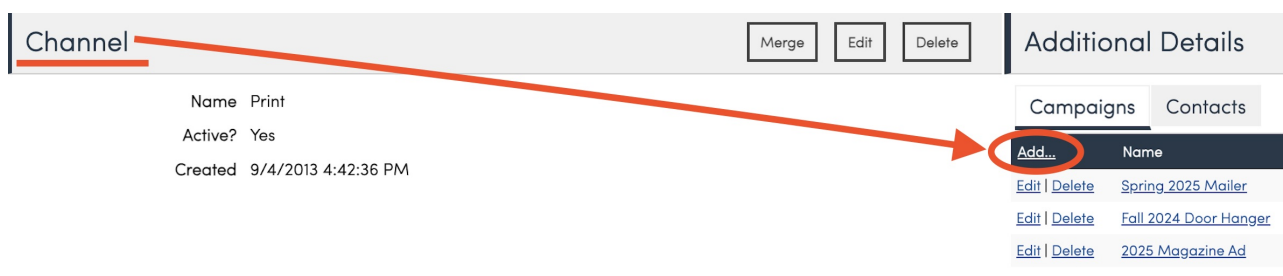 Channel
Merge
Edit
Delete
Name Print
Active? Yes
Created 9/4/2013 4:42:36 PM
Additional Details
Campaigns Contacts
Add... Name
Edit | Delete Spring 2025 Mailer
Edit | Delete Fall 2024 Door Hanger
Edit | Delete 2025 Magazine Ad